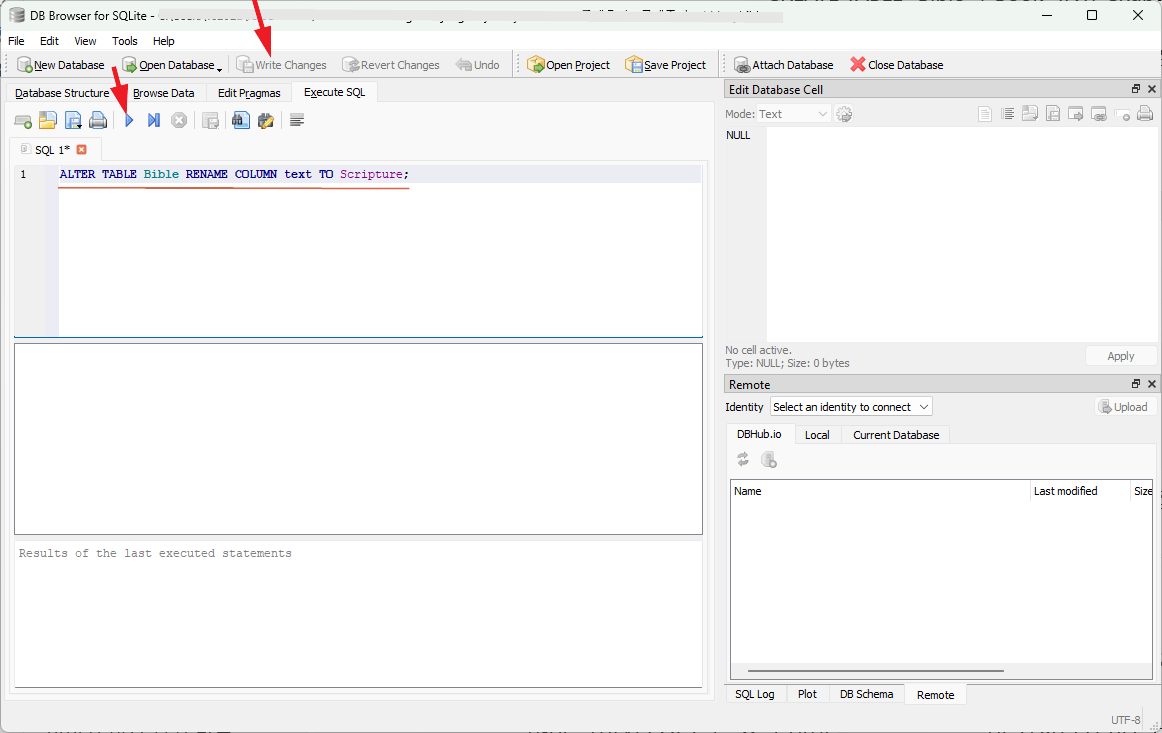 DB Browser for SQLite -
File Edit View Tools Help
New Database Open Database Write Changes Revert Changes Undo Open Project Save Project Attach Database Close Database
Database Structure Browse Data Edit Pragmas Execute SQL
SQL 1*
1 ALTER TABLE Bible RENAME COLUMN text TO Scripture;
Results of the last executed statements
Edit Database Cell
Mode: Text
NULL
No cell active.
Type: NULL; Size: 0 bytes
Apply
Remote
Identity Select an identity to connect Upload
DBHub.io Local Current Database
Name Last modified Size
SQL Log Plot DB Schema Remote
UTF-8